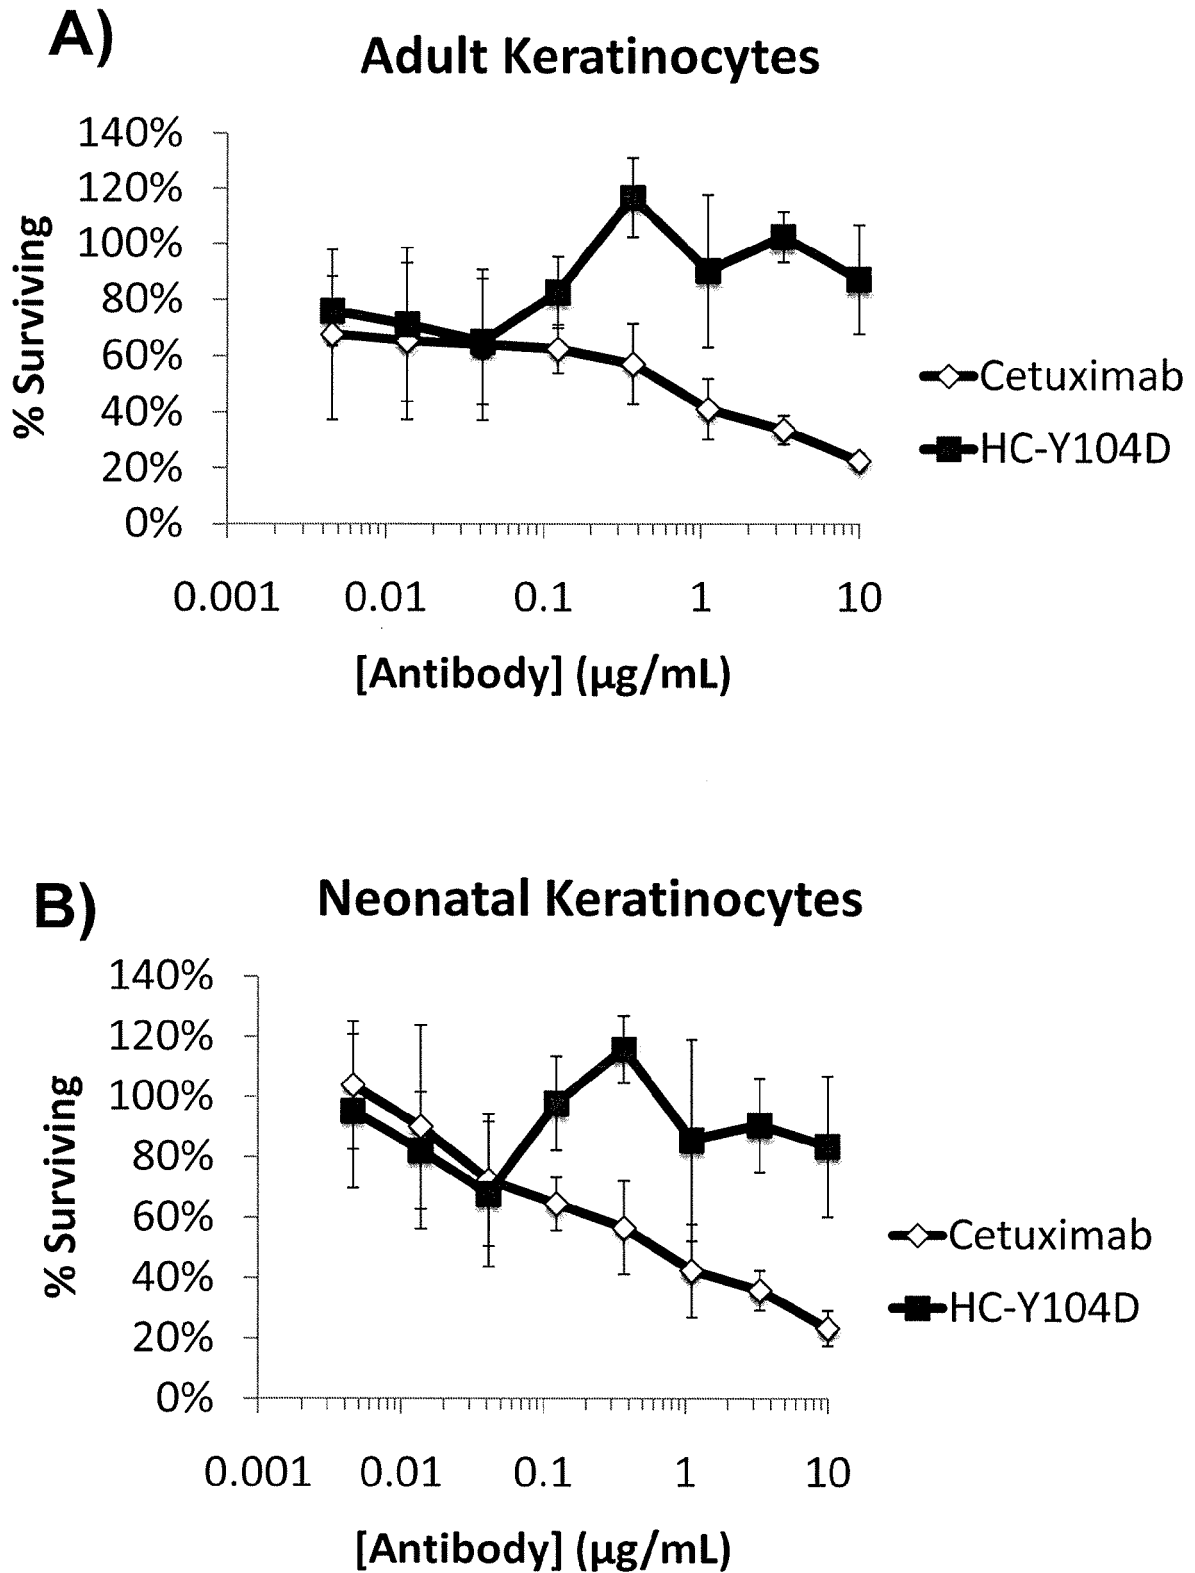 A)
Adult Keratinocytes
140%
120%
100%
80%
60%
40%
20%
0%
% Surviving
0.001 0.01 0.1 1 10
[Antibody] (µg/mL)
Cetuximab
HC-Y104D
B)
Neonatal Keratinocytes
140%
120%
100%
80%
60%
40%
20%
0%
% Surviving
0.001 0.01 0.1 1 10
[Antibody] (µg/mL)
Cetuximab
HC-Y104D